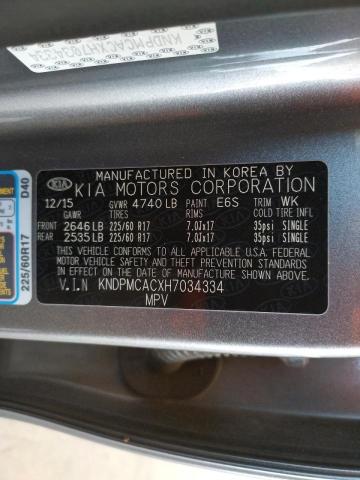 KNDPMCACXH7034334
MANUFACTURED IN KOREA BY
KIA
KIA MOTORS CORPORATION
12/15 GVWR 4740 LB PAINT E6S TRIM WK
GAWR TIRES RIMS COLD TIRE INFL
FRONT 2646 LB 225/60 R17 7.0Jx17 35psi SINGLE
REAR 2535 LB 225/60 R17 7.0Jx17 35psi SINGLE
THIS VEHICLE CONFORMS TO ALL APPLICABLE U.S.A FEDERAL
MOTOR VEHICLE SAFETY AND THEFT PREVENTION STANDARDS
IN EFFECT ON THE DATE OF MANUFACTURE SHOWN ABOVE.
V.I.N KNDPMCACXH7034334
MPV
225/60R17 D40